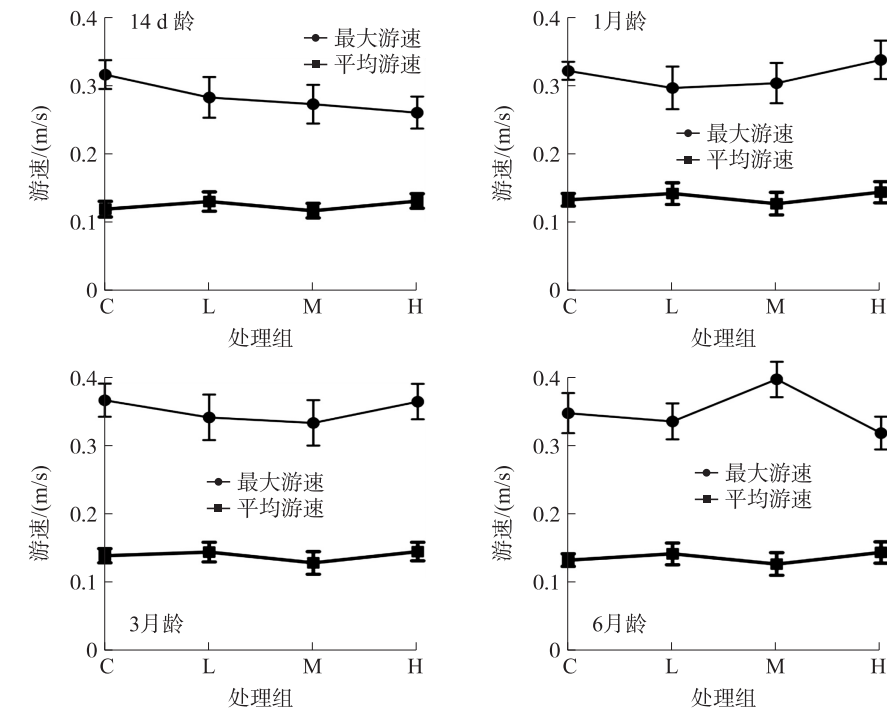 14 d 龄
最大游速
平均游速
0.4
0.3
0.2
0.1
0
游速/(m/s)
C L M H
处理组
1月龄
最大游速
平均游速
0.4
0.3
0.2
0.1
0
游速/(m/s)
C L M H
处理组
3月龄
最大游速
平均游速
0.4
0.3
0.2
0.1
0
游速/(m/s)
C L M H
处理组
6月龄
最大游速
平均游速
0.4
0.3
0.2
0.1
0
游速/(m/s)
C L M H
处理组